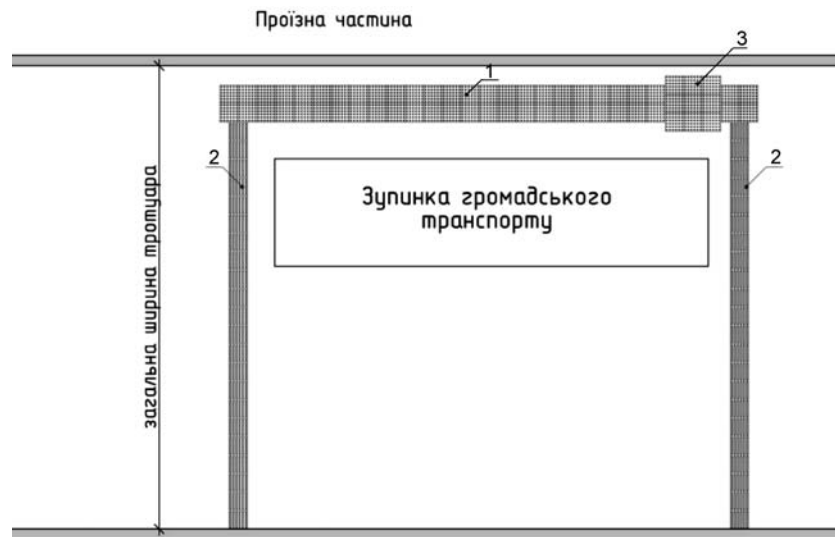 Проїзна частина
3
1
2
2
Зупинка громадського
транспорту
загальна ширина тротуара